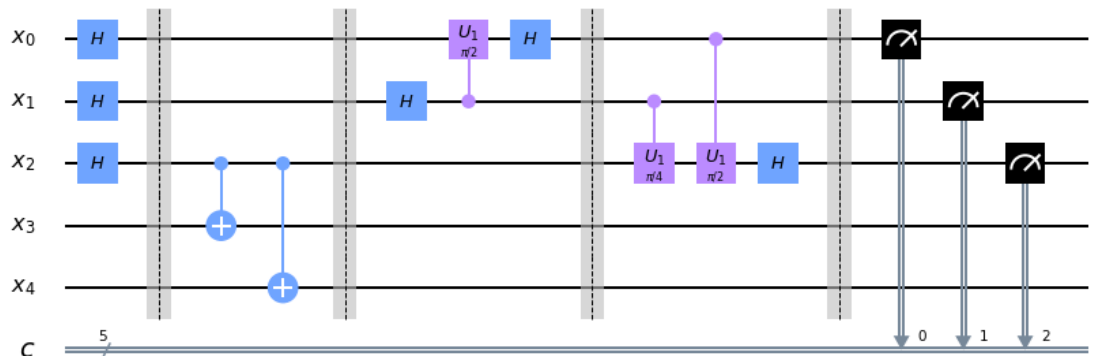 x0 H U1 π/2 H
x1 H H
x2 H U1 π/4 U1 π/2 H
x3
x4
5 0 1 2
c